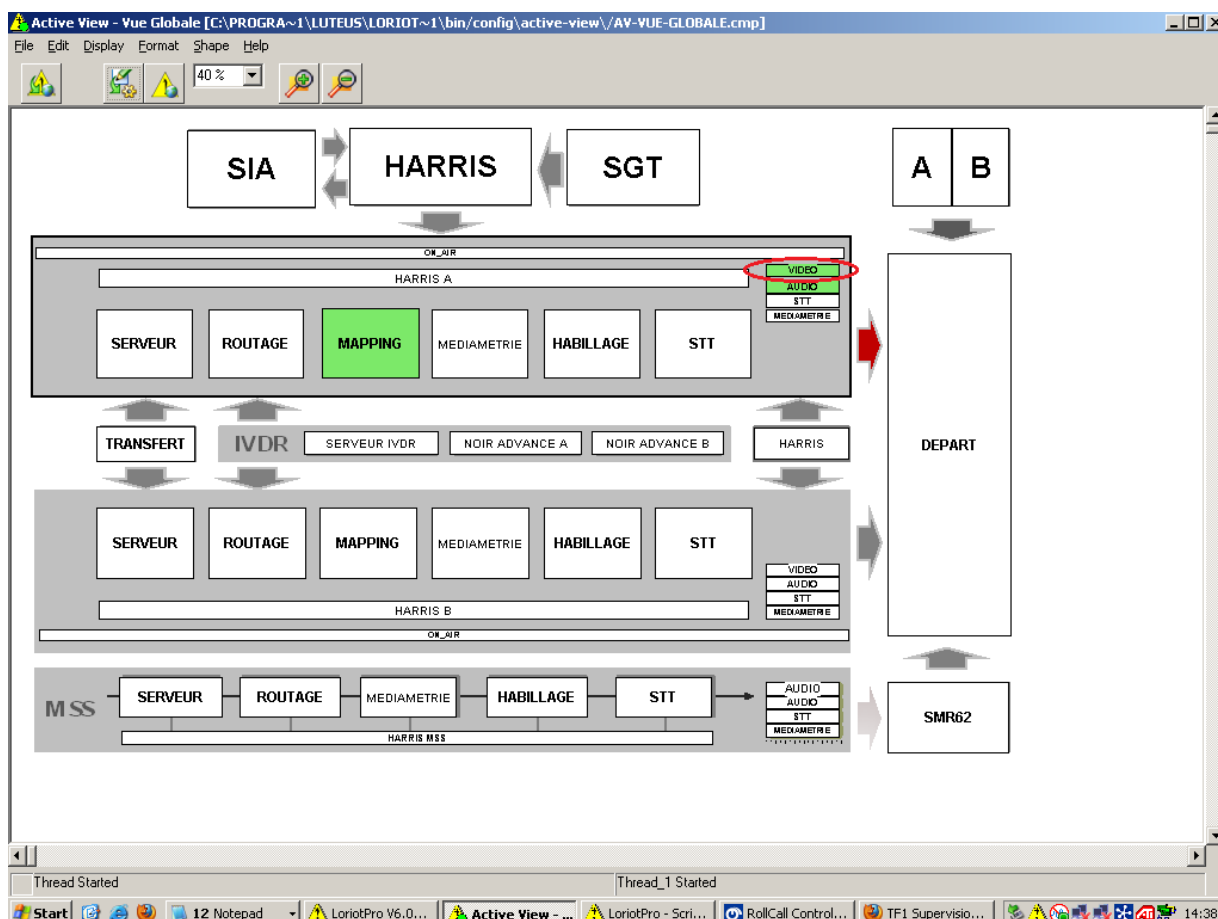 Active View - Vue Globale [C:\PROGRA~1\LUTEUS\LORIOT~1\bin/config\active-view\/AV-VUE-GLOBALE.cmp]
File Edit Display Format Shape Help
40 %
SIA HARRIS SGT A B
ON_AIR
HARRIS A
VIDEO
AUDIO
STT
MEDIAMETRIE
SERVEUR ROUTAGE MAPPING MEDIAMETRIE HABILLAGE STT
TRANSFERT IVDR SERVEUR IVDR NOIR ADVANCE A NOIR ADVANCE B HARRIS DEPART
SERVEUR ROUTAGE MAPPING MEDIAMETRIE HABILLAGE STT
VIDEO
AUDIO
STT
MEDIAMETRIE
HARRIS B
ON_AIR
MSS SERVEUR ROUTAGE MEDIAMETRIE HABILLAGE STT
AUDIO
AUDIO
STT
MEDIAMETRIE
SMR62
HARRIS MSS
Thread Started Thread_1 Started
Start 12 Notepad LoriotPro V6.0... Active View - ... LoriotPro - Scri... RollCall Control... TF1 Supervisio... 14:38